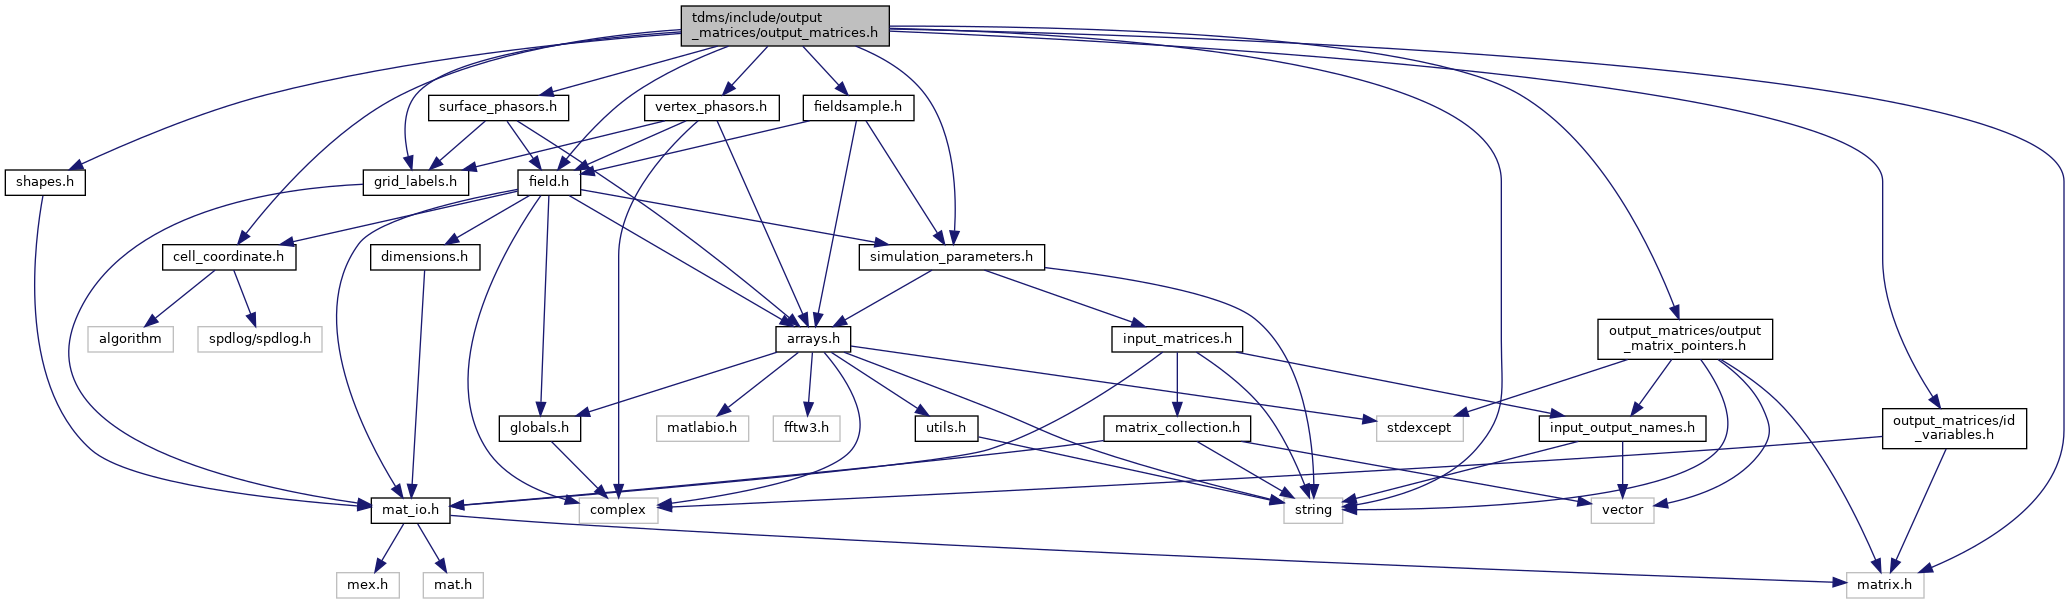 tdms/include/output
_matrices/output_matrices.h
surface_phasors.h
vertex_phasors.h
fieldsample.h
shapes.h
grid_labels.h
field.h
cell_coordinate.h
dimensions.h
simulation_parameters.h
algorithm
spdlog/spdlog.h
arrays.h
input_matrices.h
output_matrices/output
_matrix_pointers.h
globals.h
matlabio.h
fftw3.h
utils.h
matrix_collection.h
stdexcept
input_output_names.h
output_matrices/id
_variables.h
mat_io.h
complex
string
vector
mex.h
mat.h
matrix.h